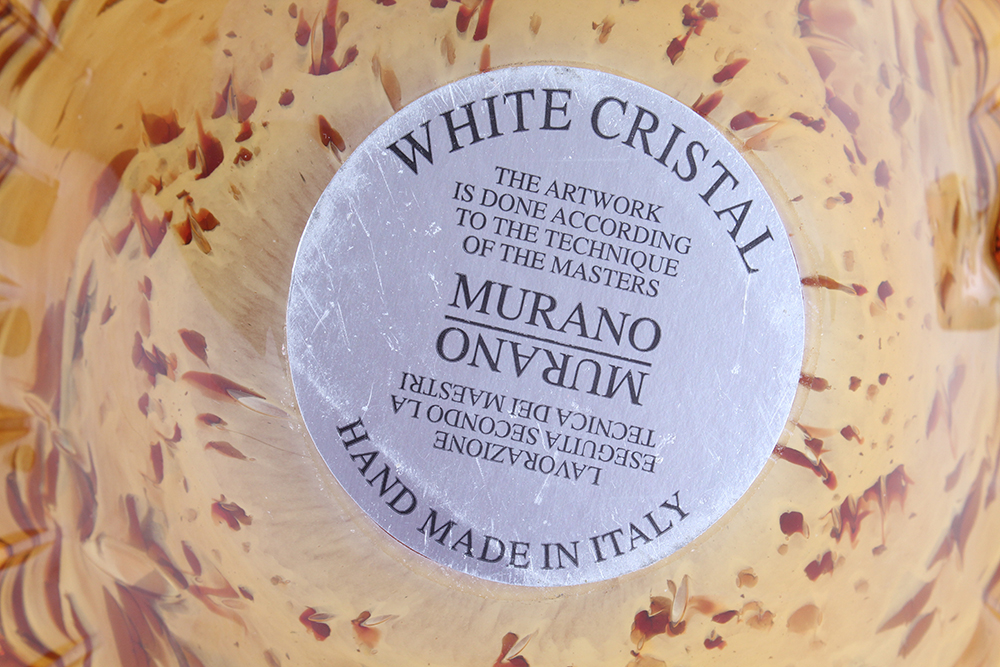 WHITE CRISTAL
THE ARTWORK
IS DONE ACCORDING
TO THE TECHNIQUE
OF THE MASTERS
MURANO
MURANO
LAVORAZIONE
ESEGUITA SECONDO LA
TECNICA DEI MAESTRI
HAND MADE IN ITALY